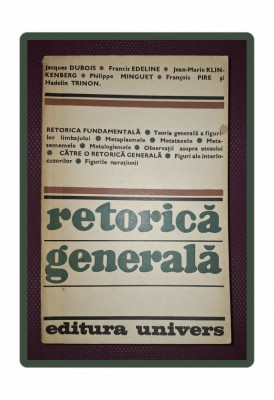 Jacques DUBOIS • Francis EDELINE • Jean-Marie KLIN-
KENBERG • Philippe MINGUET • François PIRE și
Hadelin TRINON.
RETORICA FUNDAMENTALĂ • Teoria generală a figuri-
lor limbajului • Metaplasmele • Metataxele • Meta-
sememele • Metalogismele • Observații asupra etosului
• CĂTRE O RETORICĂ GENERALĂ • Figuri ale interlo-
cutorilor • Figurile narațiunii
retorică
generală
editura univers